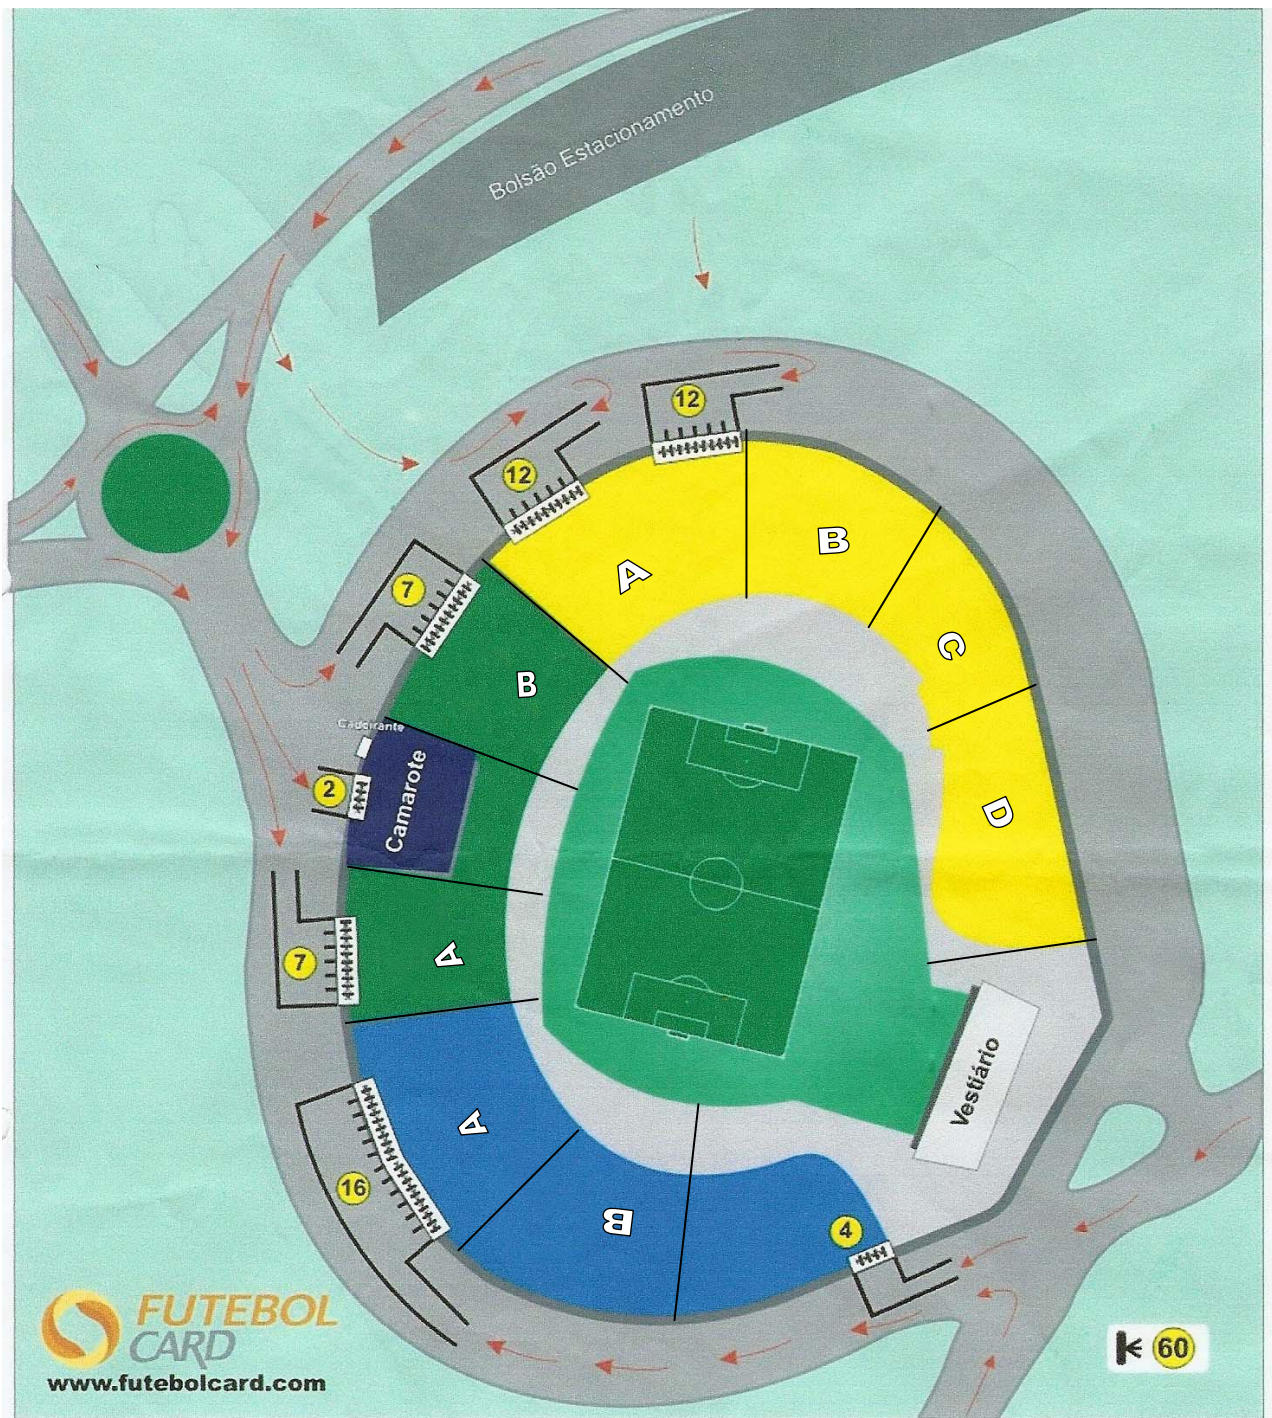 Bolsão Estacionamento
12
12
7
A
B
B
C
Cadeirante
Camarote
2
D
7
A
Vestiário
A
16
B
4
FUTEBOL
CARD
www.futebolcard.com
60